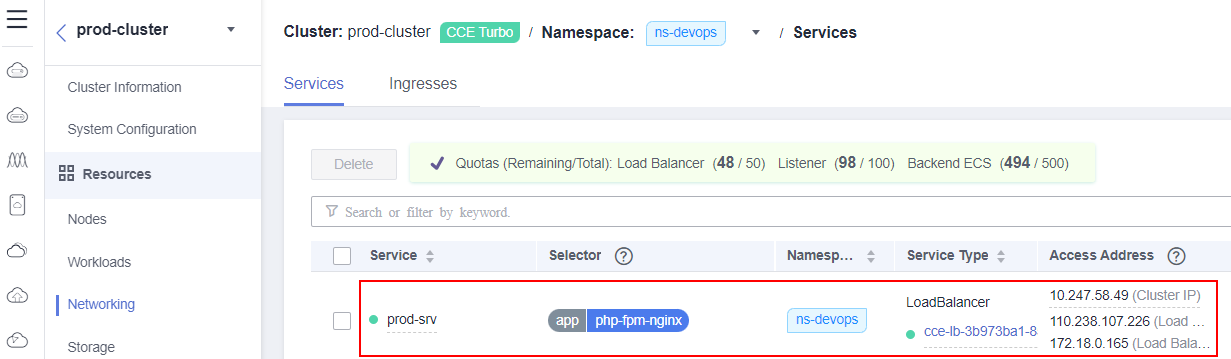 prod-cluster
Cluster: prod-cluster CCE Turbo / Namespace: ns-devops / Services
Cluster Information
System Configuration
Resources
Nodes
Workloads
Networking
Storage
Services Ingresses
Delete
Quotas (Remaining/Total): Load Balancer (48 / 50) Listener (98 / 100) Backend ECS (494 / 500)
Search or filter by keyword.
Service Selector ? Namesp... Service Type Access Address ?
prod-srv
app php-fpm-nginx
ns-devops
LoadBalancer
cce-lb-3b973ba1-8
10.247.58.49 (Cluster IP)
110.238.107.226 (Load ...
172.18.0.165 (Load Bala...